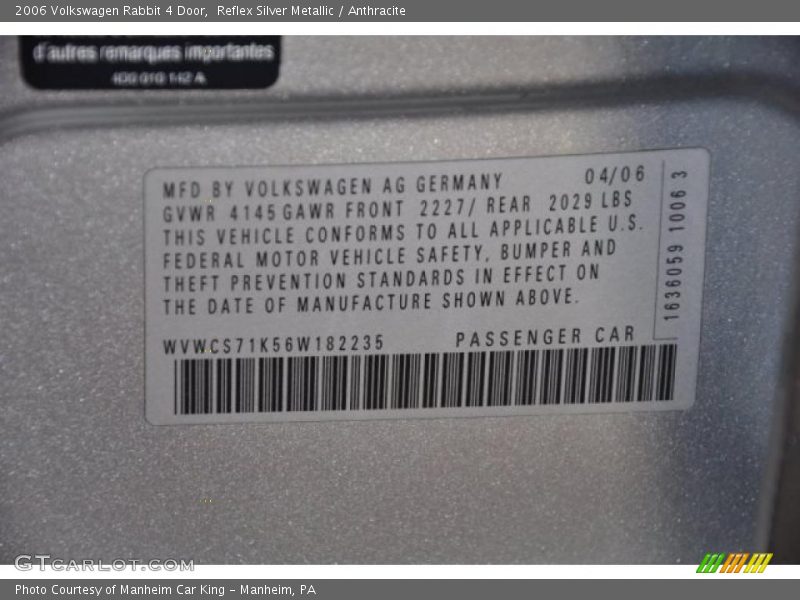 2006 Volkswagen Rabbit 4 Door, Reflex Silver Metallic / Anthracite
d'autres remarques importantes
MFD BY VOLKSWAGEN AG GERMANY 04/06
GVWR 4145 GAWR FRONT 2227/ REAR 2029 LBS
THIS VEHICLE CONFORMS TO ALL APPLICABLE U.S.
FEDERAL MOTOR VEHICLE SAFETY, BUMPER AND
THEFT PREVENTION STANDARDS IN EFFECT ON
THE DATE OF MANUFACTURE SHOWN ABOVE.
WVWCS71K56W182235 PASSENGER CAR
1636059 1006 3
GTCARLOT.COM
Photo Courtesy of Manheim Car King - Manheim, PA